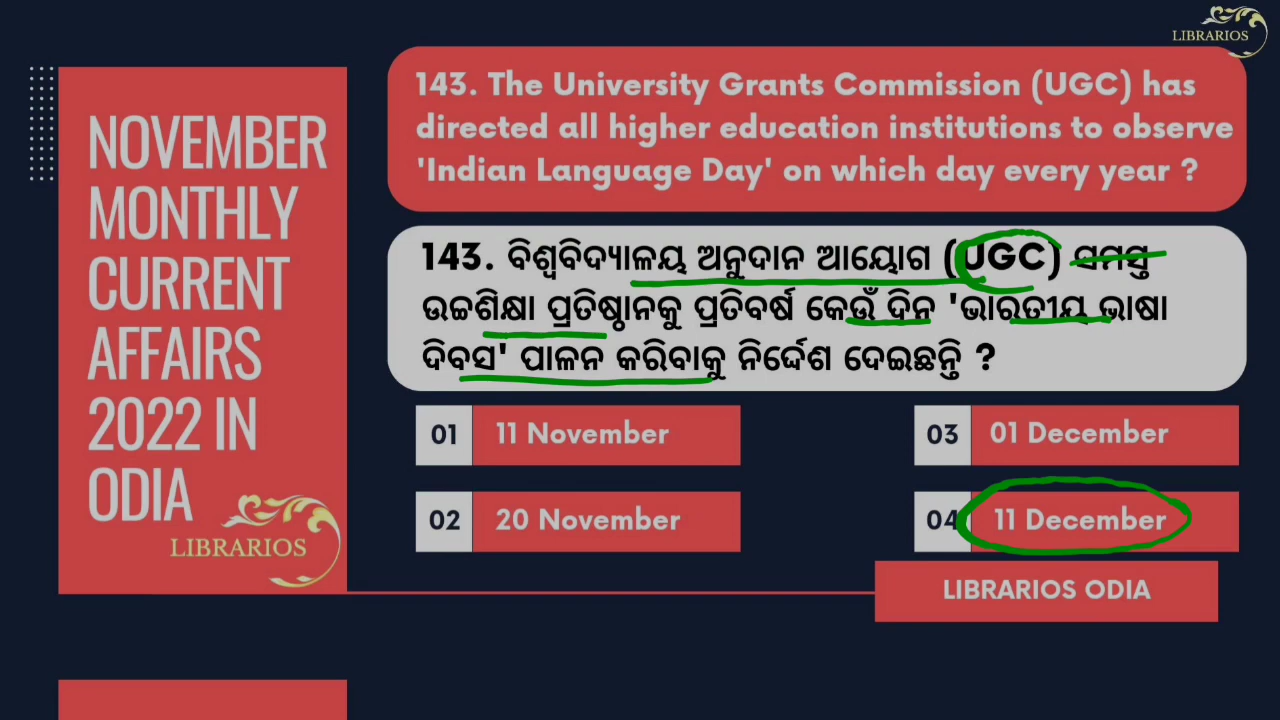 LIBRARIOS
NOVEMBER
MONTHLY
CURRENT
AFFAIRS
2022 IN
ODIA
LIBRARIOS
143. The University Grants Commission (UGC) has
directed all higher education institutions to observe
'Indian Language Day' on which day every year ?
143. ବିଶ୍ୱବିଦ୍ୟାଳୟ ଅନୁଦାନ ଆୟୋଗ (UGC) ସମସ୍ତ
ଉଚ୍ଚଶିକ୍ଷା ପ୍ରତିଷ୍ଠାନକୁ ପ୍ରତିବର୍ଷ କେଉଁ ଦିନ 'ଭାରତୀୟ ଭାଷା
ଦିବସ' ପାଳନ କରିବାକୁ ନିର୍ଦ୍ଦେଶ ଦେଇଛନ୍ତି ?
01 11 November
02 20 November
03 01 December
04 11 December
LIBRARIOS ODIA